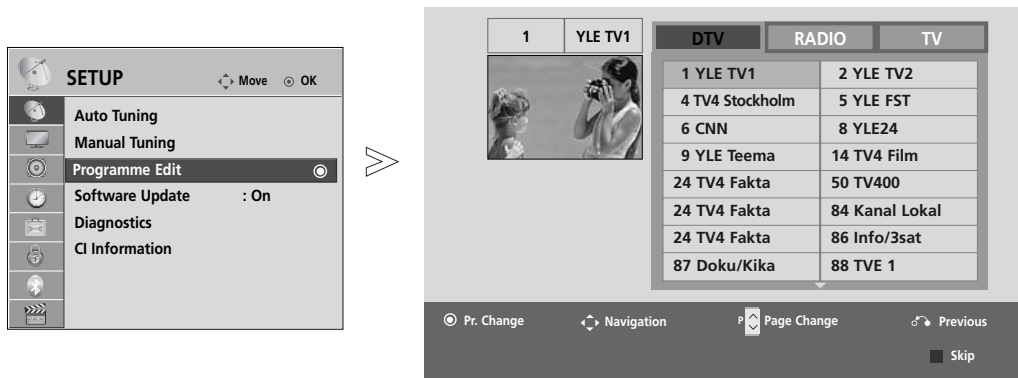 SETUP Move OK
Auto Tuning
Manual Tuning
Programme Edit
Software Update : On
Diagnostics
CI Information
1 YLE TV1
DTV RADIO TV
1 YLE TV1 2 YLE TV2
4 TV4 Stockholm 5 YLE FST
6 CNN 8 YLE24
9 YLE Teema 14 TV4 Film
24 TV4 Fakta 50 TV400
24 TV4 Fakta 84 Kanal Lokal
24 TV4 Fakta 86 Info/3sat
87 Doku/Kika 88 TVE 1
Pr. Change Navigation P Page Change Previous
Skip